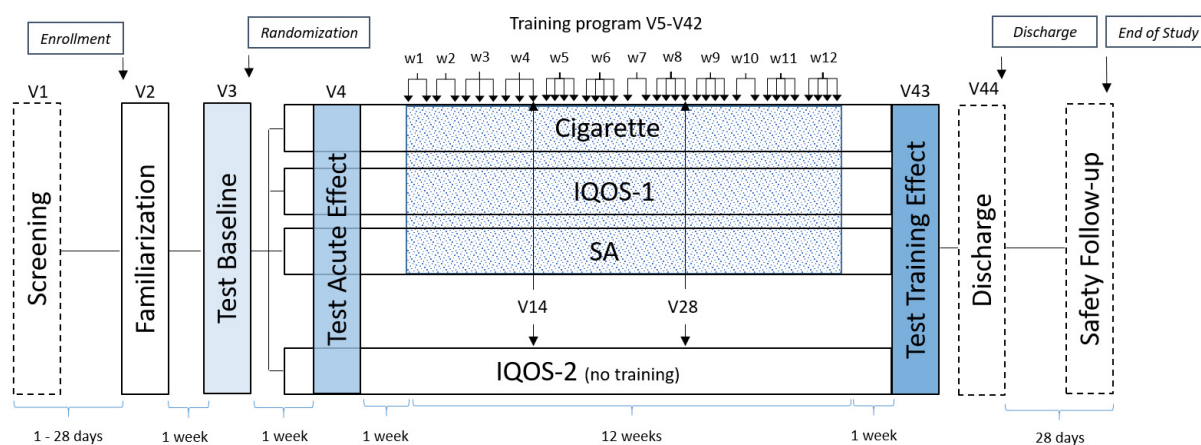 Training program V5-V42
Enrollment
Randomization
Discharge
End of Study
w1 w2 w3 w4 w5 w6 w7 w8 w9 w10 w11 w12
V1
V2
V3
V4
V43
V44
Screening
Familiarization
Test Baseline
Test Acute Effect
Cigarette
IQOS-1
SA
V14
V28
IQOS-2 (no training)
Test Training Effect
Discharge
Safety Follow-up
1 - 28 days
1 week
1 week
1 week
12 weeks
1 week
28 days